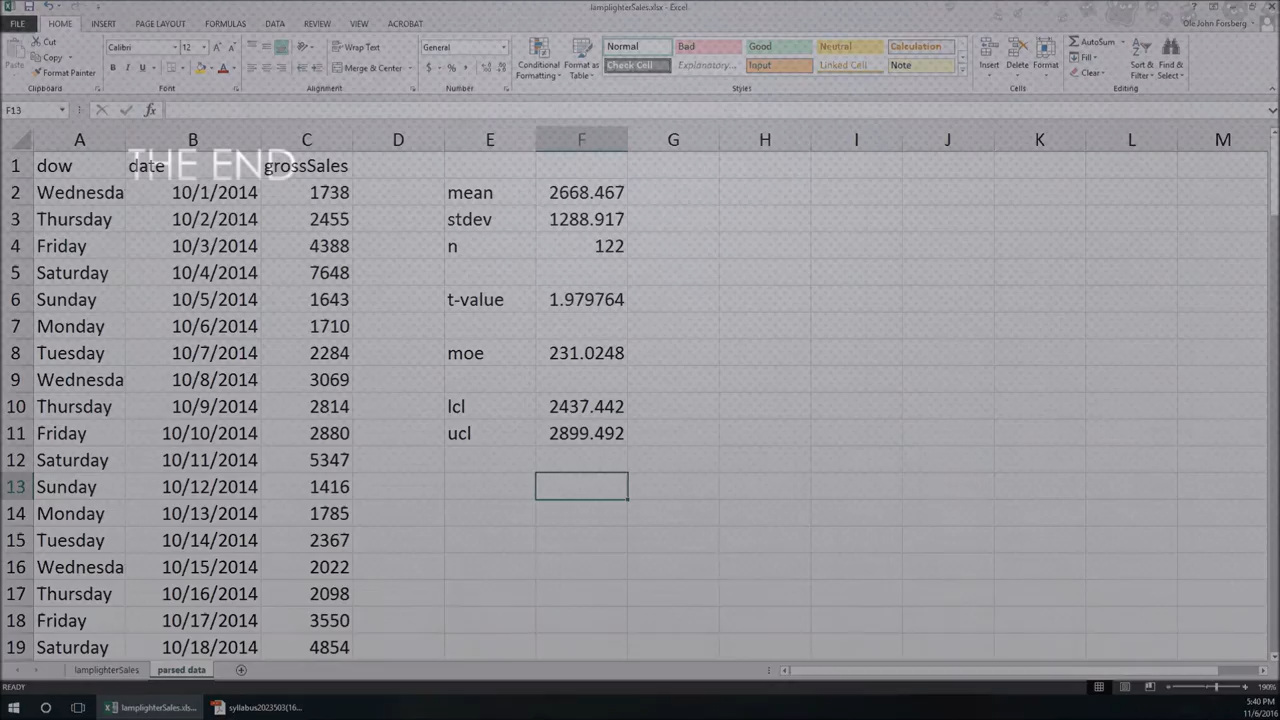 lamplighterSales.xlsx - Excel
FILE HOME INSERT PAGE LAYOUT FORMULAS DATA REVIEW VIEW ACROBAT
Ole John Forsberg
Cut
Copy
Format Painter
Paste
Calibri 12
B I U
Wrap Text
Merge & Center
General
$ % ,
Conditional Formatting
Format as Table
Normal Bad Good Neutral Calculation
Check Cell Explanatory... Input Linked Cell Note
Insert Delete Format
AutoSum
Fill
Clear
Sort & Filter
Find & Select
Clipboard Font Alignment Number Styles Cells Editing
F13 fx
A B C D E F G H I J K L M
THE END
1 dow date grossSales
2 Wednesda 10/1/2014 1738 mean 2668.467
3 Thursday 10/2/2014 2455 stdev 1288.917
4 Friday 10/3/2014 4388 n 122
5 Saturday 10/4/2014 7648
6 Sunday 10/5/2014 1643 t-value 1.979764
7 Monday 10/6/2014 1710
8 Tuesday 10/7/2014 2284 moe 231.0248
9 Wednesda 10/8/2014 3069
10 Thursday 10/9/2014 2814 lcl 2437.442
11 Friday 10/10/2014 2880 ucl 2899.492
12 Saturday 10/11/2014 5347
13 Sunday 10/12/2014 1416
14 Monday 10/13/2014 1785
15 Tuesday 10/14/2014 2367
16 Wednesda 10/15/2014 2022
17 Thursday 10/16/2014 2098
18 Friday 10/17/2014 3550
19 Saturday 10/18/2014 4854
lamplighterSales parsed data
READY 190%
lamplighterSales.xls... syllabus2023503(16... 5:40 PM
11/6/2016